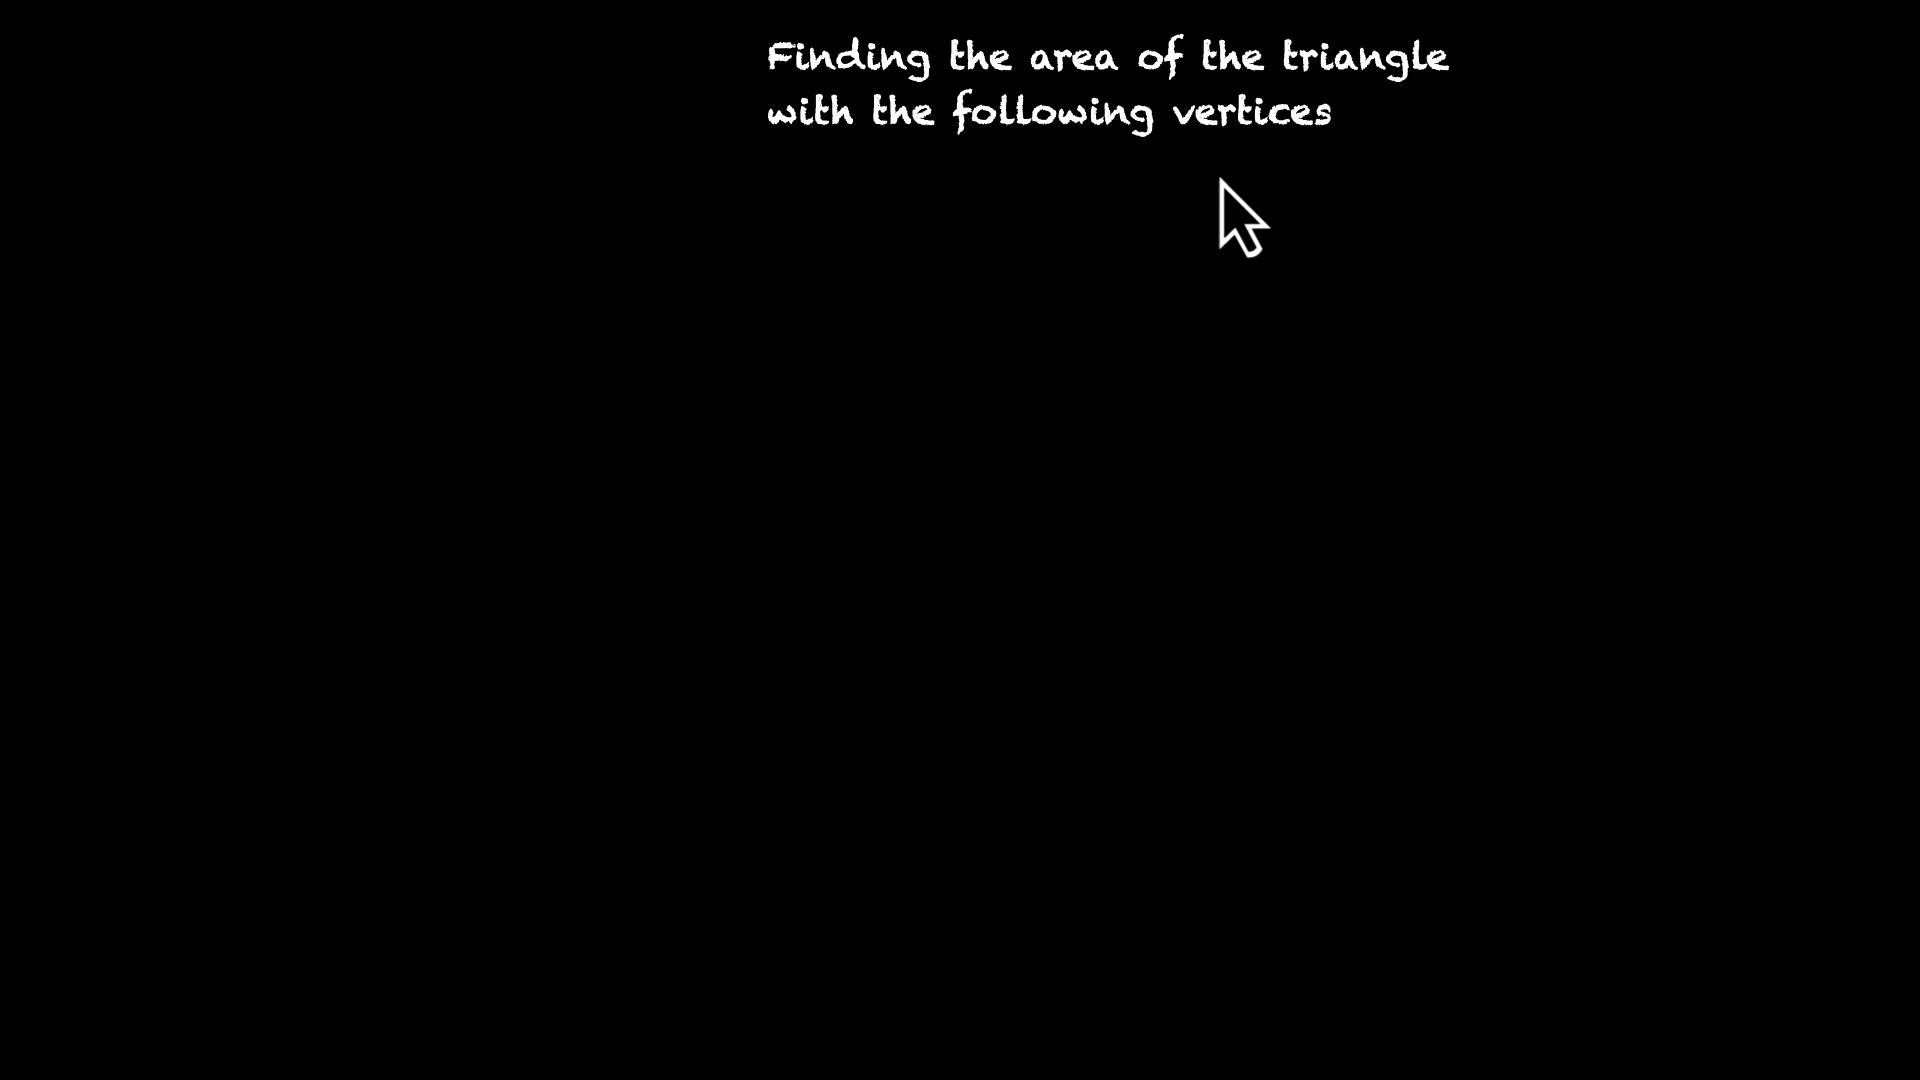 Finding the area of the triangle
with the following vertices